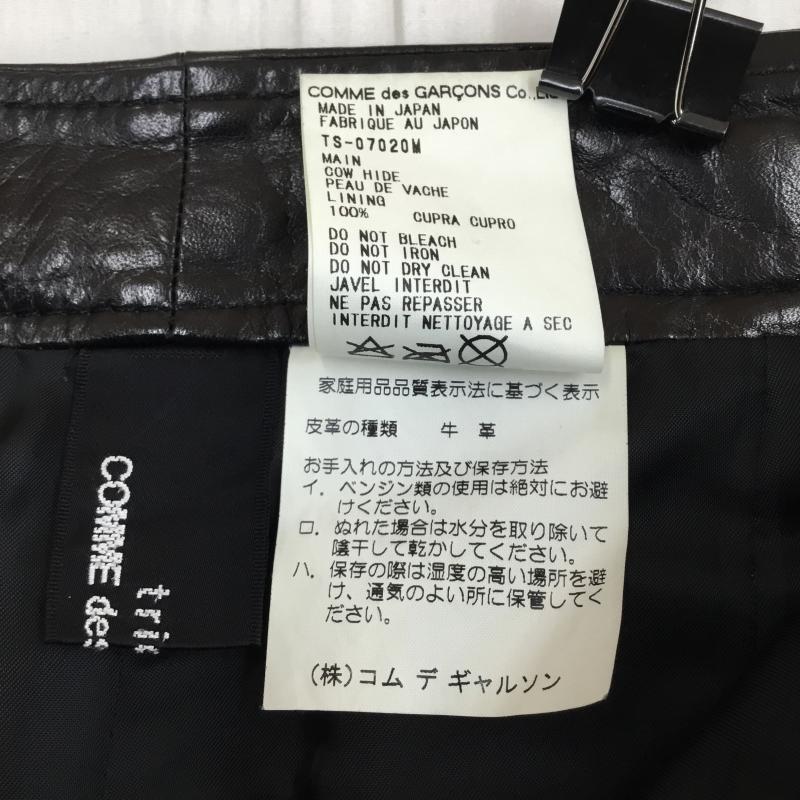 COMME des GARÇONS Co.,
MADE IN JAPAN
FABRIQUE AU JAPON
TS-07020M
MAIN
COW HIDE
PEAU DE VACHE
LINING
100% CUPRA CUPRO
DO NOT BLEACH
DO NOT IRON
DO NOT DRY CLEAN
JAVEL INTERDIT
NE PAS REPASSER
INTERDIT NETTOYAGE A SEC
家庭用品品質表示法に基づく表示
皮革の種類 牛 革
お手入れの方法及び保存方法
イ. ベンジン類の使用は絶対にお避
けください。
ロ. ぬれた場合は水分を取り除いて
陰干して乾かしてください。
ハ. 保存の際は湿度の高い場所を避
け、通気のよい所に保管してく
ださい。
(株)コム デ ギャルソン
COMME des